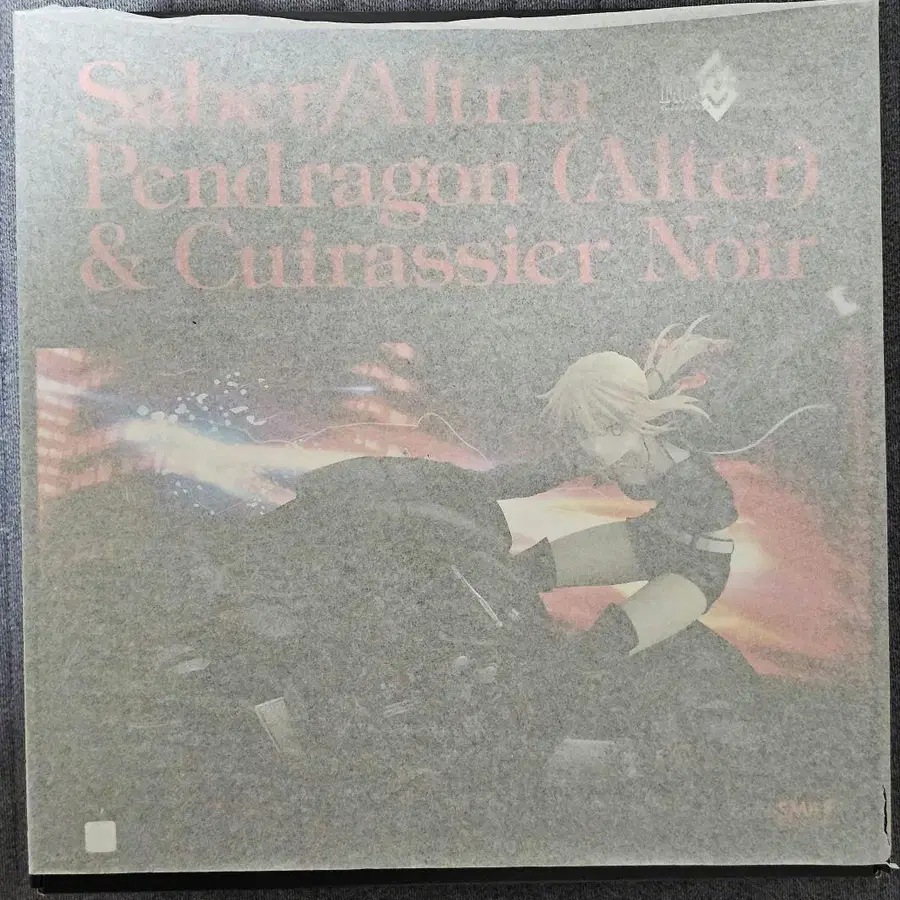 Saber/Altria
Pendragon (Alter)
& Cuirassier Noir